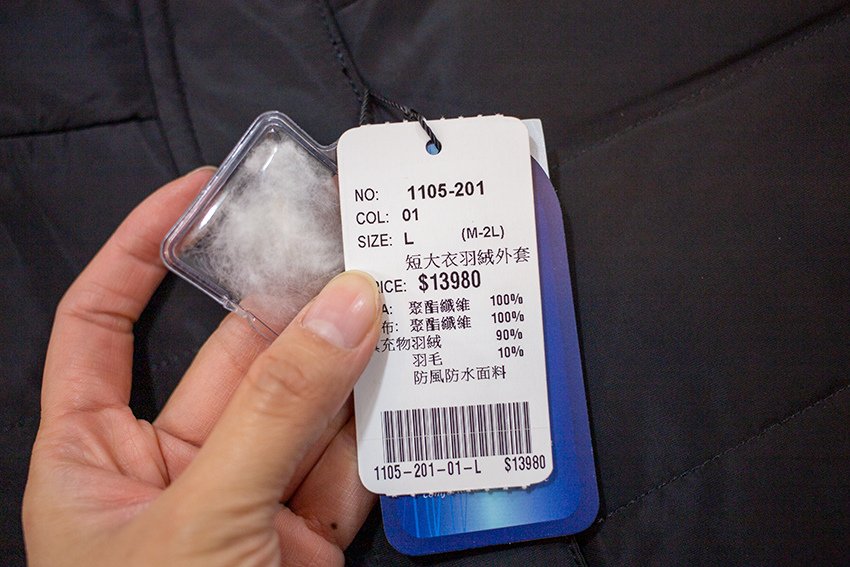 NO: 1105-201
COL: 01
SIZE: L (M-2L)
短大衣羽絨外套
RICE: $13980
A: 聚酯纖維 100%
布: 聚酯纖維 100%
充物羽絨 90%
羽毛 10%
防風防水面料
1105-201-01-L $13980